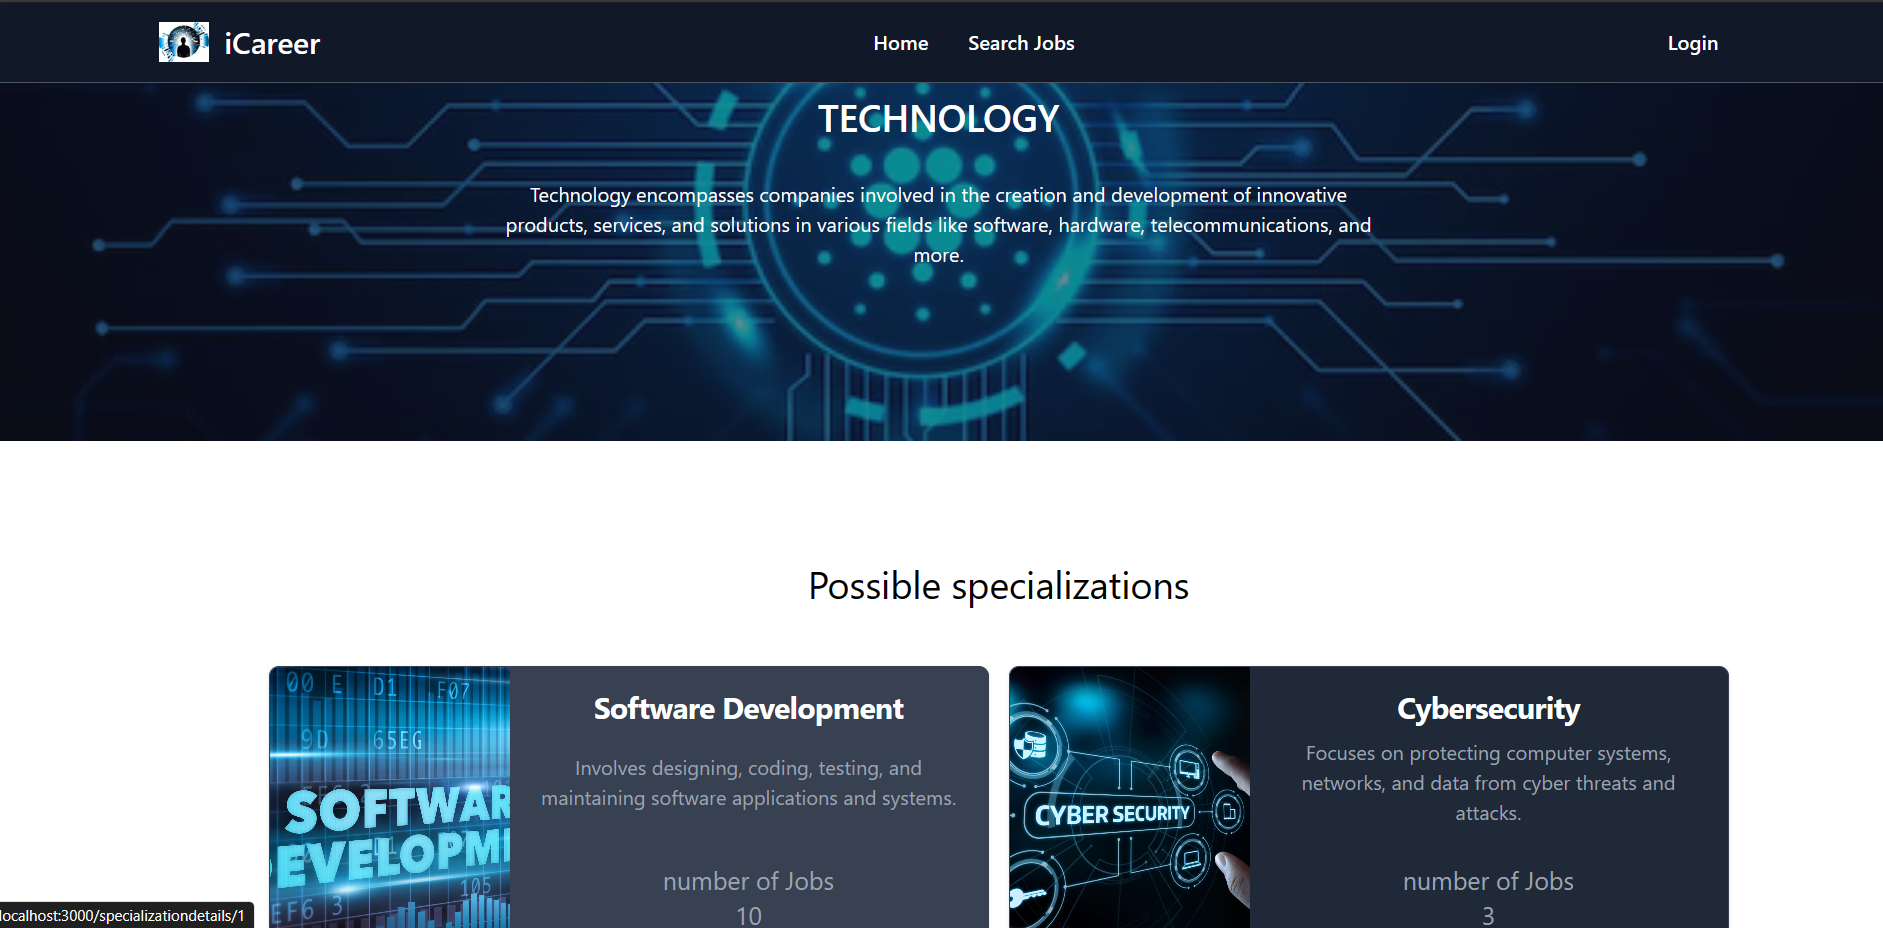 iCareer
Home
Search Jobs
Login
TECHNOLOGY
Technology encompasses companies involved in the creation and development of innovative
products, services, and solutions in various fields like software, hardware, telecommunications, and
more.
Possible specializations
00 E D1 F07
9D 65EG
SOFTWAR
EVELOPM
105
EF6 3
Software Development
Involves designing, coding, testing, and
maintaining software applications and systems.
number of Jobs
10
CYBER SECURITY
Cybersecurity
Focuses on protecting computer systems,
networks, and data from cyber threats and
attacks.
number of Jobs
3
localhost:3000/specializationdetails/1